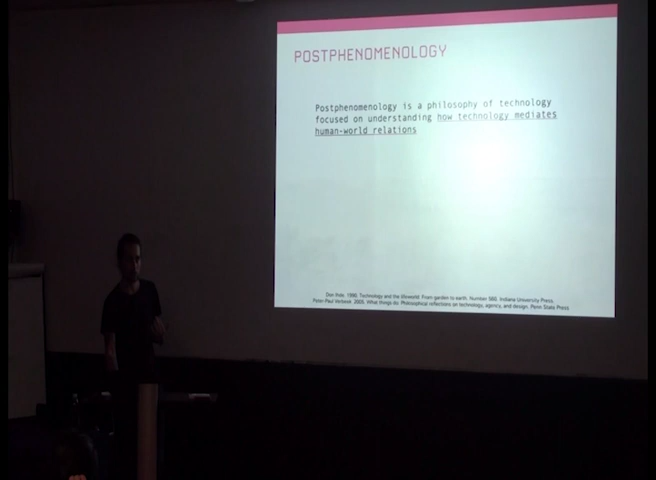 POSTPHENOMENOLOGY
Postphenomenology is a philosophy of technology
focused on understanding how technology mediates
human-world relations
Don Ihde. 1990. Technology and the lifeworld: From garden to earth. Number 560. Indiana University Press.
Peter-Paul Verbeek. 2005. What things do: Philosophical reflections on technology, agency, and design. Penn State Press